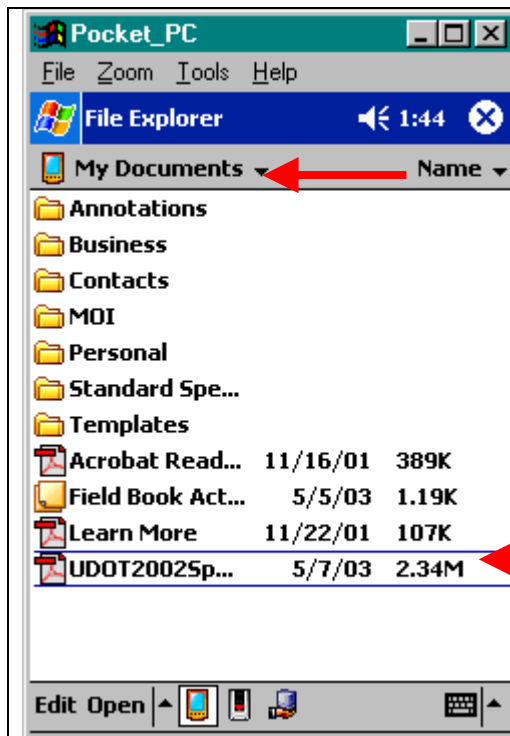 Pocket_PC
File Zoom Tools Help
File Explorer 1:44
My Documents Name
Annotations
Business
Contacts
MOI
Personal
Standard Spe...
Templates
Acrobat Read... 11/16/01 389K
Field Book Act... 5/5/03 1.19K
Learn More 11/22/01 107K
UDOT2002Sp... 5/7/03 2.34M
Edit Open